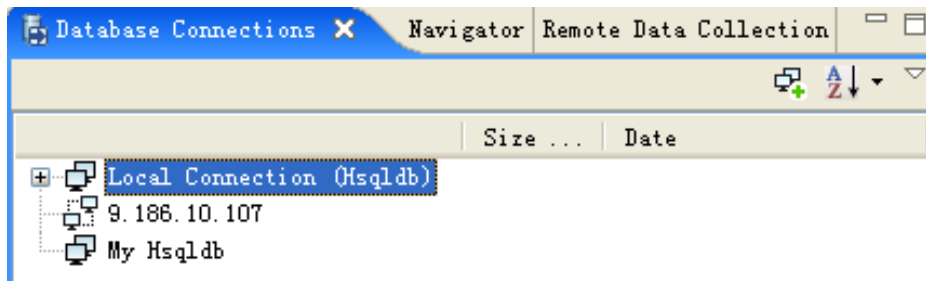 Database Connections Navigator Remote Data Collection
A
Z
Size ... Date
Local Connection (Hsqldb)
9.186.10.107
My Hsqldb